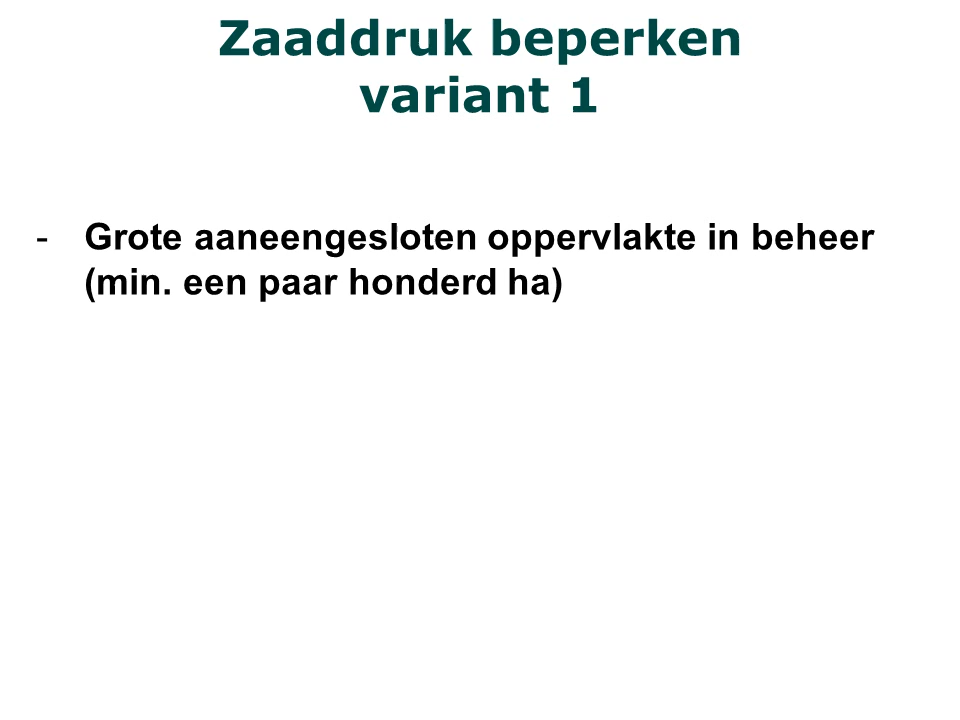 Zaaddruk beperken
variant 1
- Grote aaneengesloten oppervlakte in beheer
(min. een paar honderd ha)